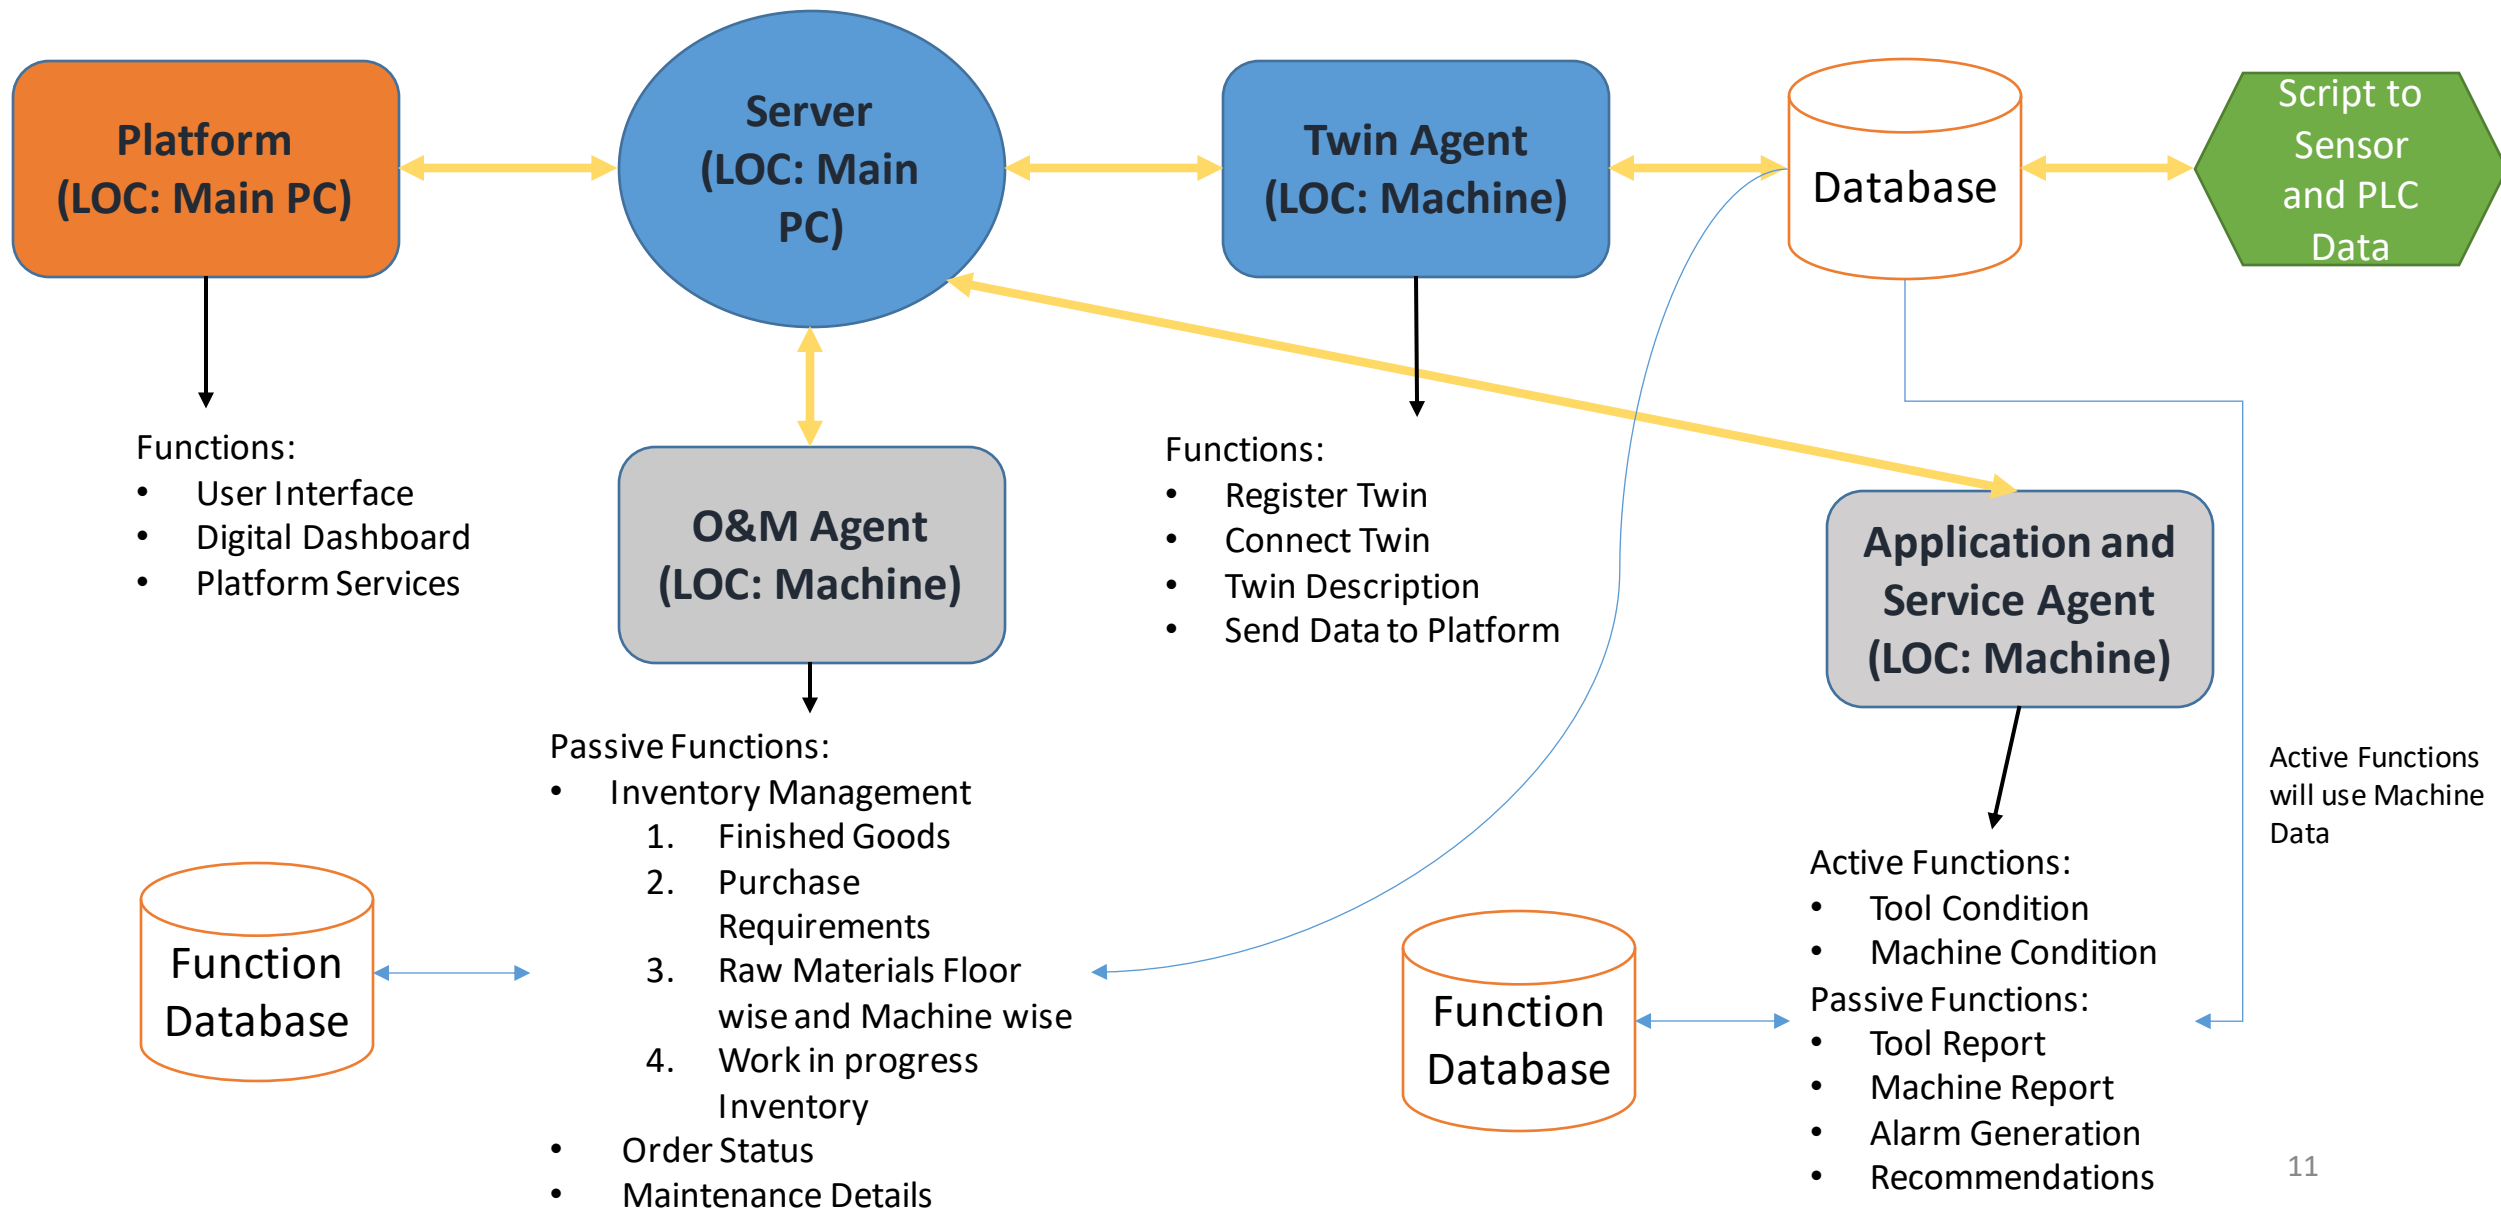 Platform
(LOC: Main PC)
Server
(LOC: Main
PC)
Twin Agent
(LOC: Machine)
Database
Script to
Sensor
and PLC
Data
Functions:
• User Interface
• Digital Dashboard
• Platform Services
O&M Agent
(LOC: Machine)
Functions:
• Register Twin
• Connect Twin
• Twin Description
• Send Data to Platform
Application and
Service Agent
(LOC: Machine)
Passive Functions:
• Inventory Management
1. Finished Goods
2. Purchase
Requirements
3. Raw Materials Floor
wise and Machine wise
4. Work in progress
Inventory
• Order Status
• Maintenance Details
Function
Database
Function
Database
Active Functions
will use Machine
Data
Active Functions:
• Tool Condition
• Machine Condition
Passive Functions:
• Tool Report
• Machine Report
• Alarm Generation
• Recommendations
11